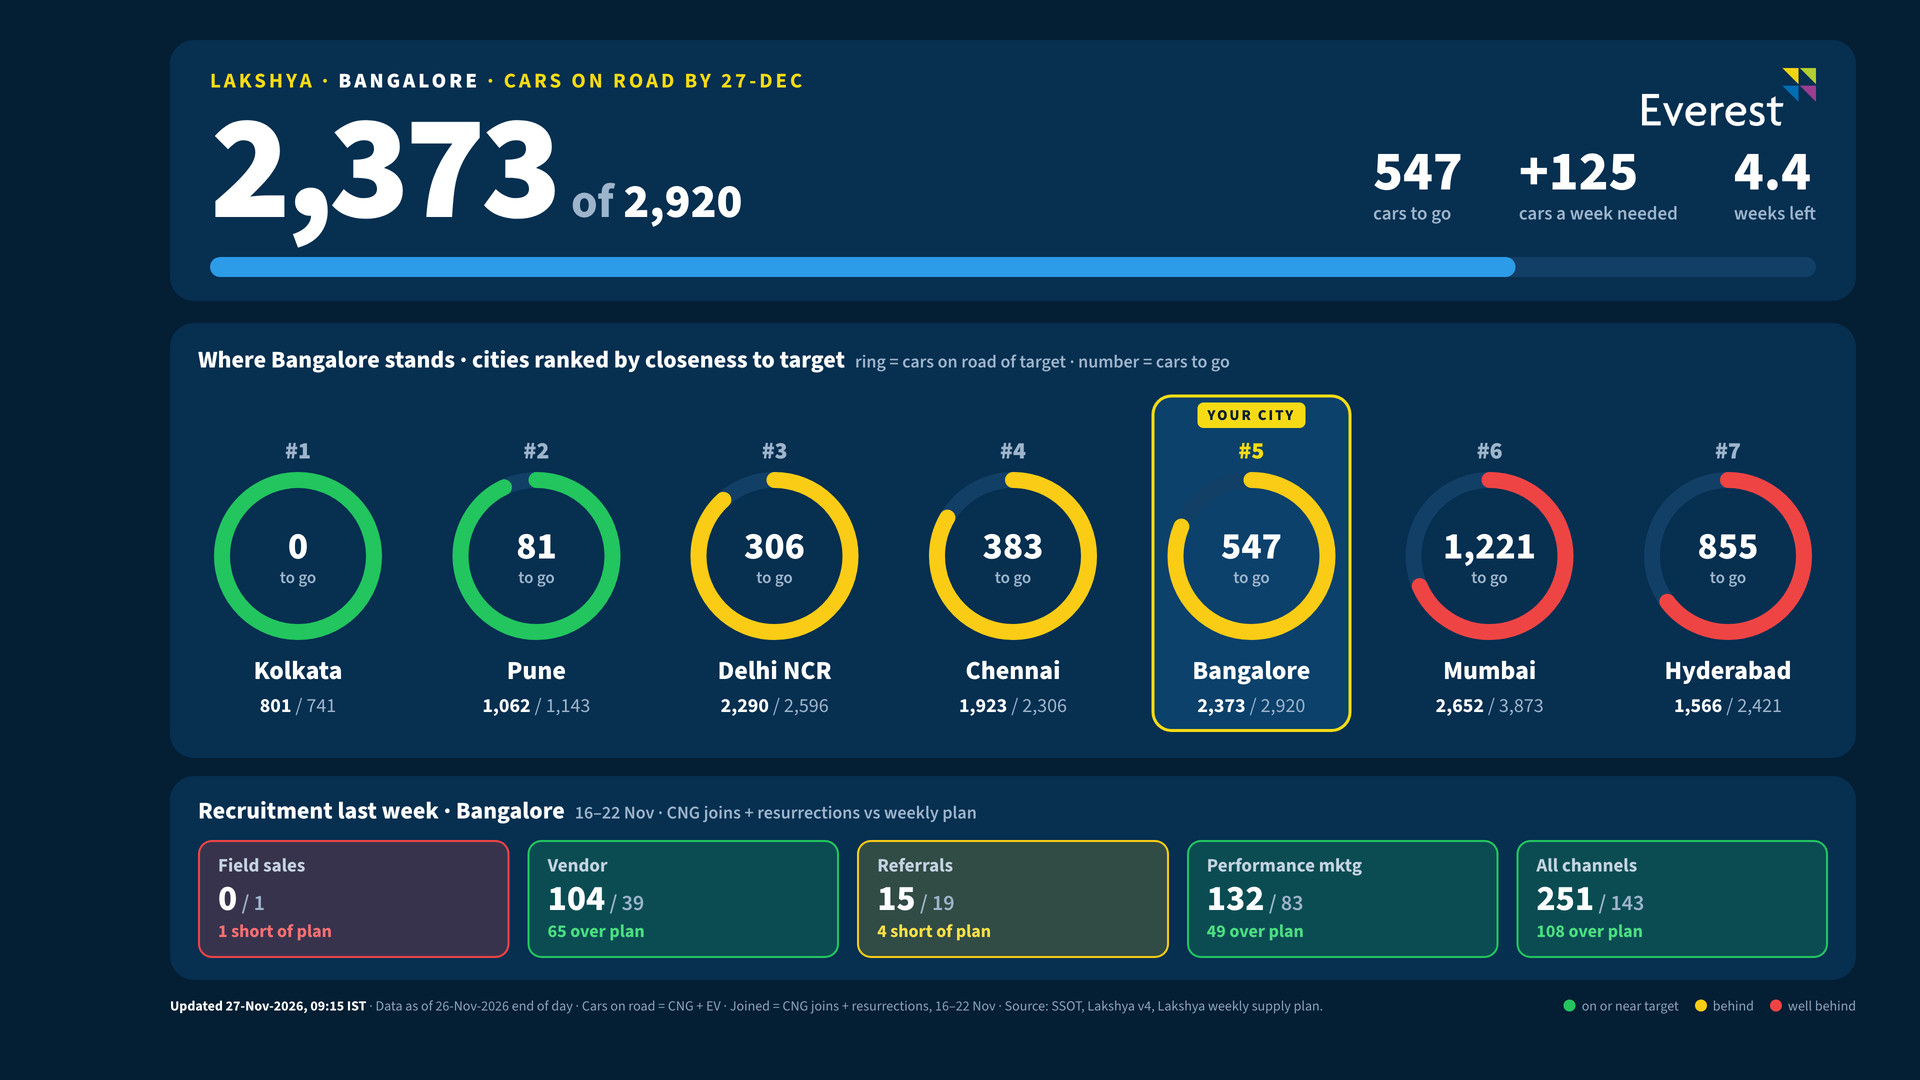 LAKSHYA · BANGALORE · CARS ON ROAD BY 27-DEC
Everest
2,373 of 2,920
547
cars to go
+125
cars a week needed
4.4
weeks left
Where Bangalore stands · cities ranked by closeness to target ring = cars on road of target · number = cars to go
#1
0
to go
Kolkata
801 / 741
#2
81
to go
Pune
1,062 / 1,143
#3
306
to go
Delhi NCR
2,290 / 2,596
#4
383
to go
Chennai
1,923 / 2,306
YOUR CITY
#5
547
to go
Bangalore
2,373 / 2,920
#6
1,221
to go
Mumbai
2,652 / 3,873
#7
855
to go
Hyderabad
1,566 / 2,421
Recruitment last week · Bangalore 16–22 Nov · CNG joins + resurrections vs weekly plan
Field sales
0 / 1
1 short of plan
Vendor
104 / 39
65 over plan
Referrals
15 / 19
4 short of plan
Performance mktg
132 / 83
49 over plan
All channels
251 / 143
108 over plan
Updated 27-Nov-2026, 09:15 IST · Data as of 26-Nov-2026 end of day · Cars on road = CNG + EV · Joined = CNG joins + resurrections, 16–22 Nov · Source: SSOT, Lakshya v4, Lakshya weekly supply plan.
on or near target
behind
well behind